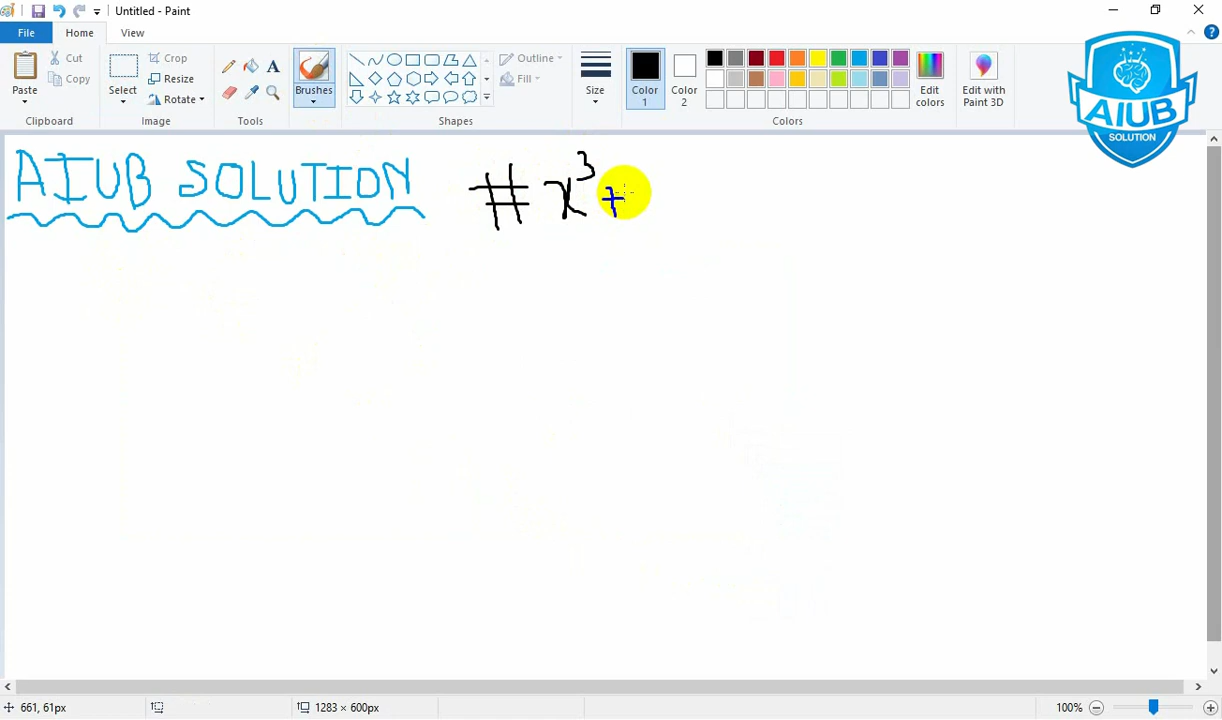 Untitled - Paint
File Home View
Paste
Cut
Copy
Clipboard
Select
Crop
Resize
Rotate
Image
Tools
Brushes
Outline
Fill
Shapes
Size
Color 1
Color 2
Edit colors
Edit with Paint 3D
Colors
AIUB
SOLUTION
AIUB SOLUTION # x³ +
661, 61px
1283 × 600px
100%